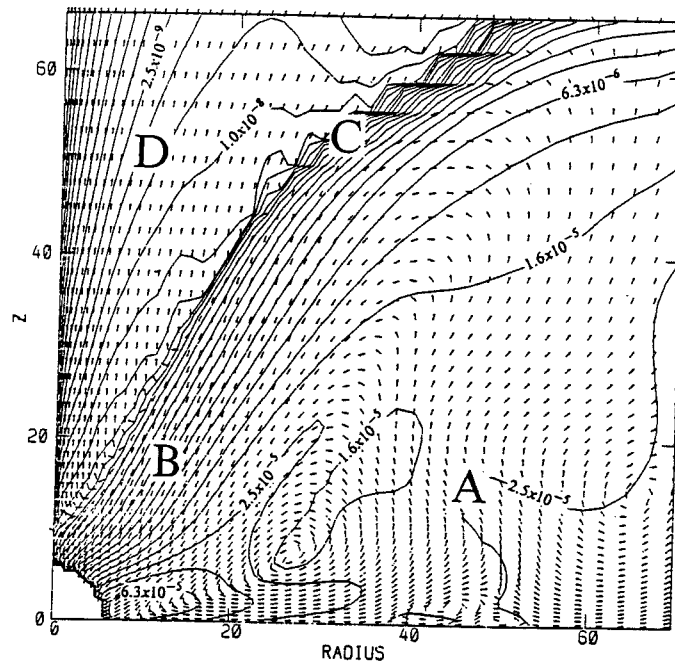 60
2.5x10⁻⁹
C
6.3x10⁻⁶
D
1.0x10⁻⁸
40
1.6x10⁻⁵
Z
20
B
2.5x10⁻⁵
1.6x10⁻⁵
A
2.5x10⁻⁵
6.3x10⁻⁵
0
0 20 40 60
RADIUS